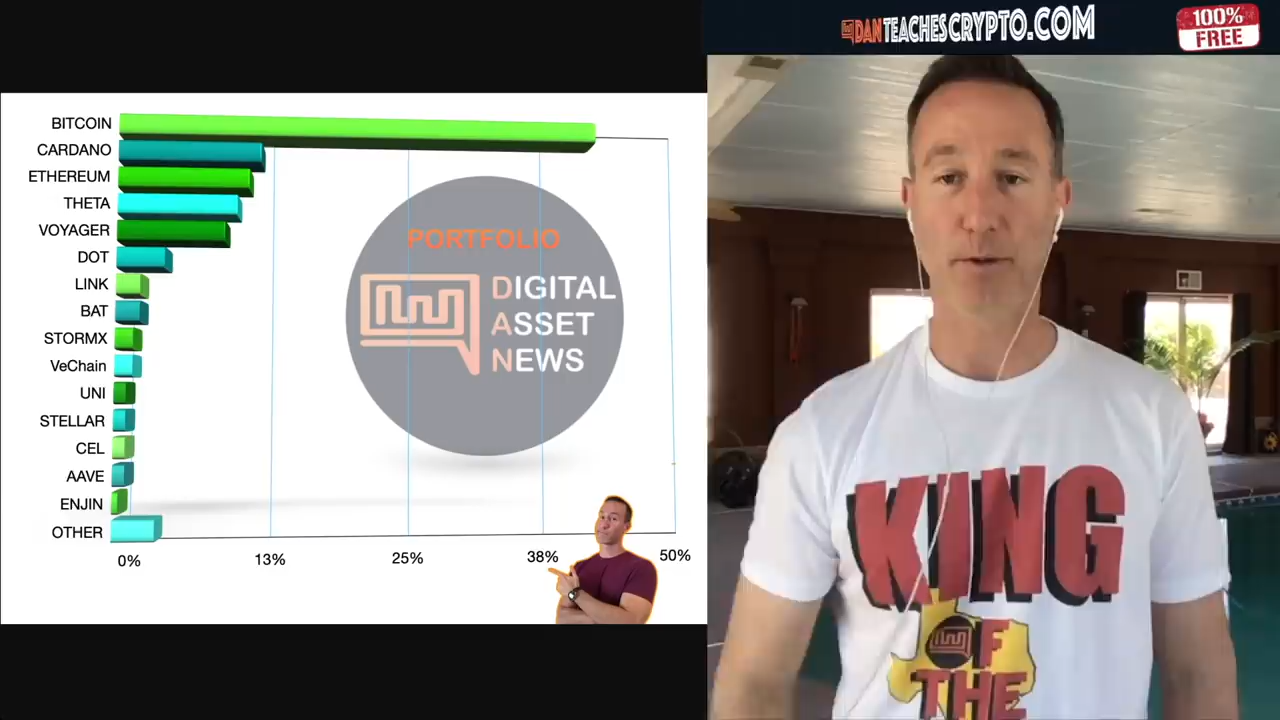 DANTEACHESCRYPTO.COM
100%
FREE
BITCOIN
CARDANO
ETHEREUM
THETA
VOYAGER
DOT
LINK
BAT
STORMX
VeChain
UNI
STELLAR
CEL
AAVE
ENJIN
OTHER
0% 13% 25% 38% 50%
PORTFOLIO
DIGITAL
ASSET
NEWS
KING
OF
THE